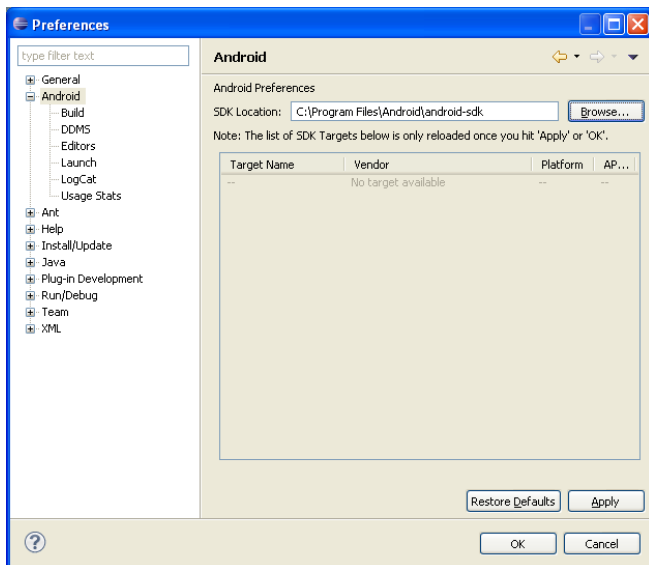 Preferences
type filter text
General
Android
Build
DDMS
Editors
Launch
LogCat
Usage Stats
Ant
Help
Install/Update
Java
Plug-in Development
Run/Debug
Team
XML
Android
Android Preferences
SDK Location: C:\Program Files\Android\android-sdk Browse...
Note: The list of SDK Targets below is only reloaded once you hit 'Apply' or 'OK'.
Target Name Vendor Platform AP...
-- No target available -- --
Restore Defaults Apply
? OK Cancel